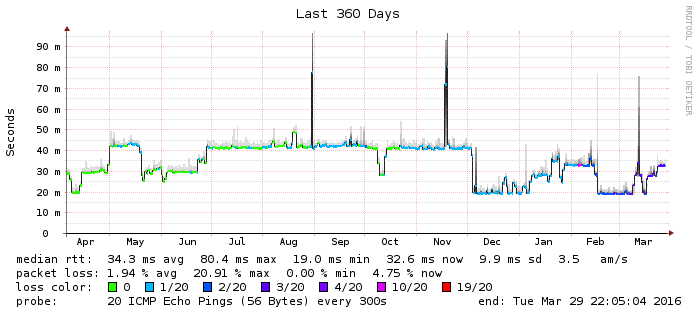 Last 360 Days
RRDTOOL / TOBI OETIKER
Seconds
90 m
80 m
70 m
60 m
50 m
40 m
30 m
20 m
10 m
0
Apr May Jun Jul Aug Sep Oct Nov Dec Jan Feb Mar
median rtt: 34.3 ms avg 80.4 ms max 19.0 ms min 32.6 ms now 9.9 ms sd 3.5 am/s
packet loss: 1.94 % avg 20.91 % max 0.00 % min 4.75 % now
loss color: 0 1/20 2/20 3/20 4/20 10/20 19/20
probe: 20 ICMP Echo Pings (56 Bytes) every 300s end: Tue Mar 29 22:05:04 2016